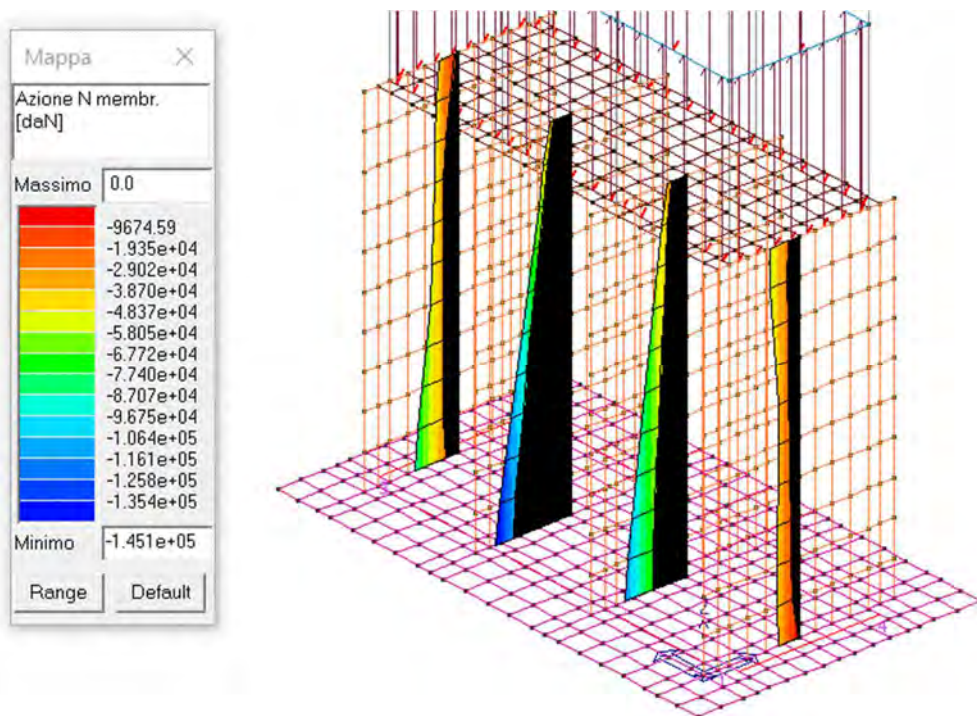 Mappa
Azione N membr.
[daN]
Massimo 0.0
-9674.59
-1.935e+04
-2.902e+04
-3.870e+04
-4.837e+04
-5.805e+04
-6.772e+04
-7.740e+04
-8.707e+04
-9.675e+04
-1.064e+05
-1.161e+05
-1.258e+05
-1.354e+05
Minimo -1.451e+05
Range Default